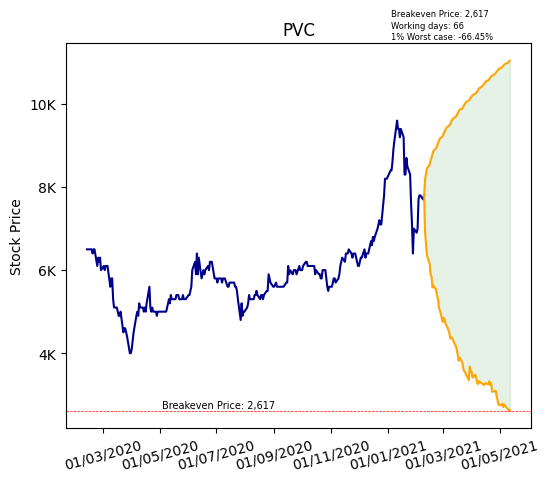 Breakeven Price: 2,617
Working days: 66
1% Worst case: -66.45%
PVC
Stock Price
10K
8K
6K
4K
Breakeven Price: 2,617
01/03/2020
01/05/2020
01/07/2020
01/09/2020
01/11/2020
01/01/2021
01/03/2021
01/05/2021